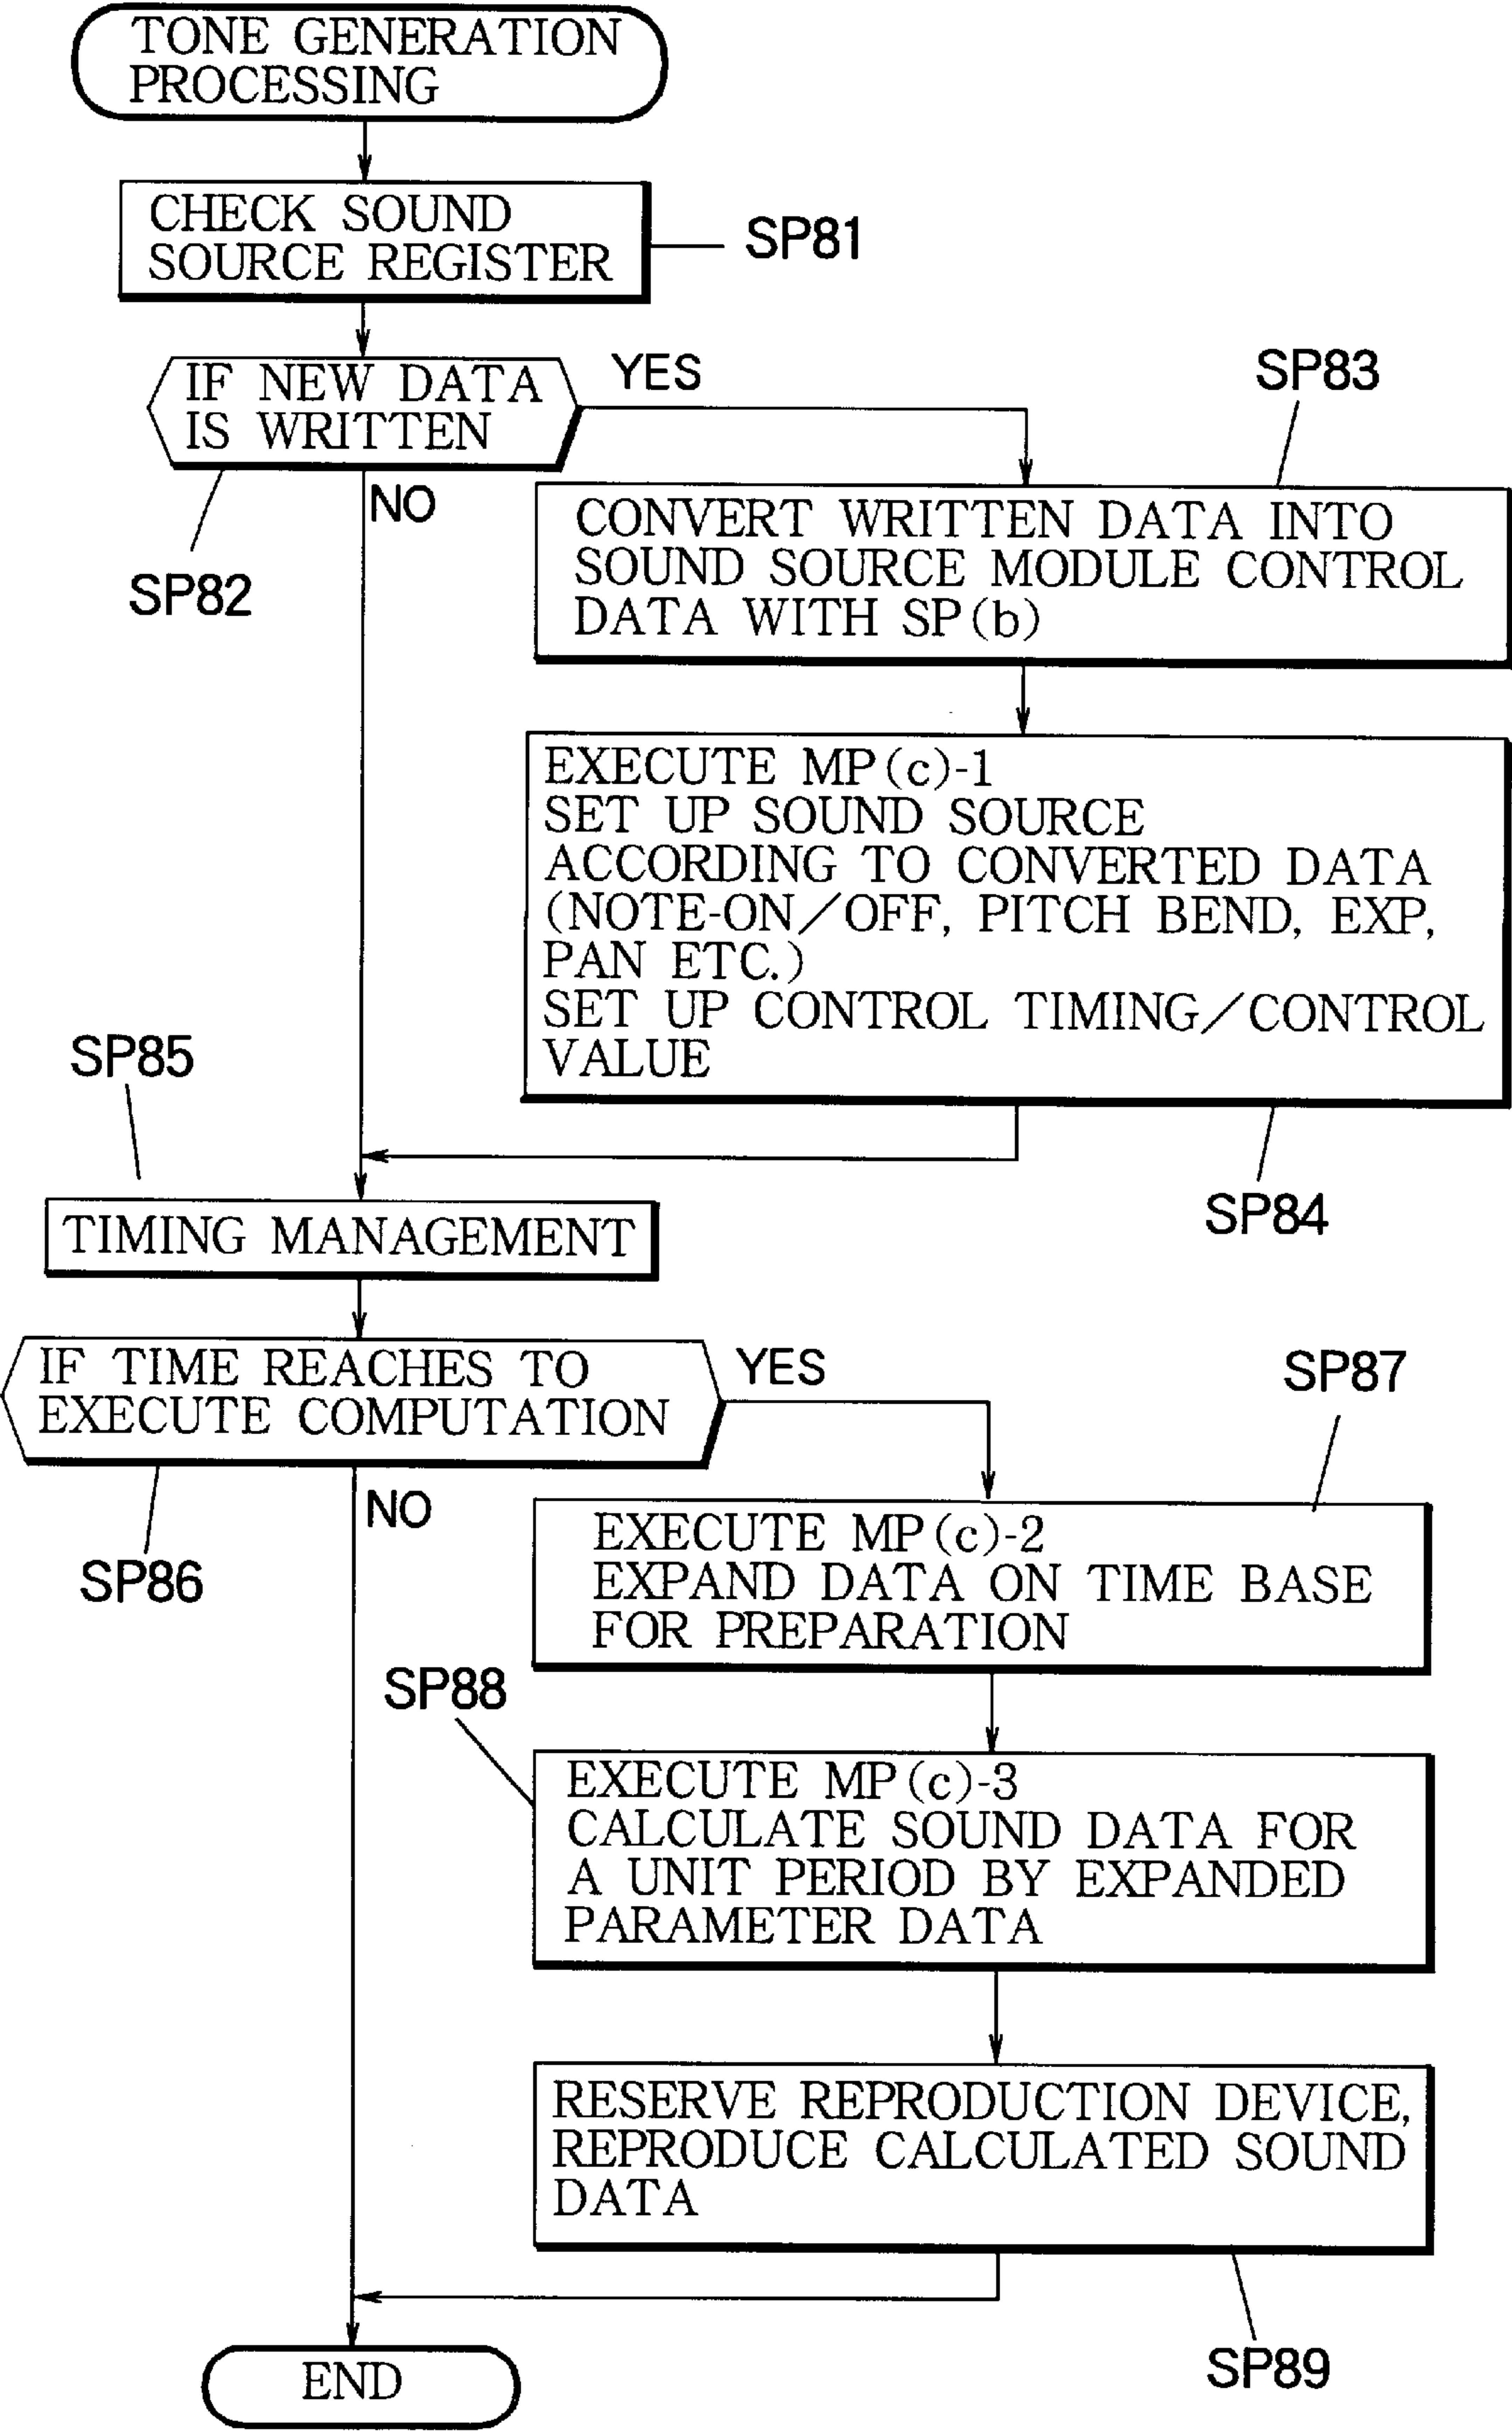 TONE GENERATION
PROCESSING
CHECK SOUND
SOURCE REGISTER
SP81
IF NEW DATA
IS WRITTEN
YES
NO
SP82
SP83
CONVERT WRITTEN DATA INTO
SOUND SOURCE MODULE CONTROL
DATA WITH SP(b)
EXECUTE MP(c)-1
SET UP SOUND SOURCE
ACCORDING TO CONVERTED DATA
(NOTE-ON/OFF, PITCH BEND, EXP,
PAN ETC.)
SET UP CONTROL TIMING/CONTROL
VALUE
SP84
SP85
TIMING MANAGEMENT
IF TIME REACHES TO
EXECUTE COMPUTATION
YES
NO
SP86
SP87
EXECUTE MP(c)-2
EXPAND DATA ON TIME BASE
FOR PREPARATION
SP88
EXECUTE MP(c)-3
CALCULATE SOUND DATA FOR
A UNIT PERIOD BY EXPANDED
PARAMETER DATA
RESERVE REPRODUCTION DEVICE,
REPRODUCE CALCULATED SOUND
DATA
SP89
END